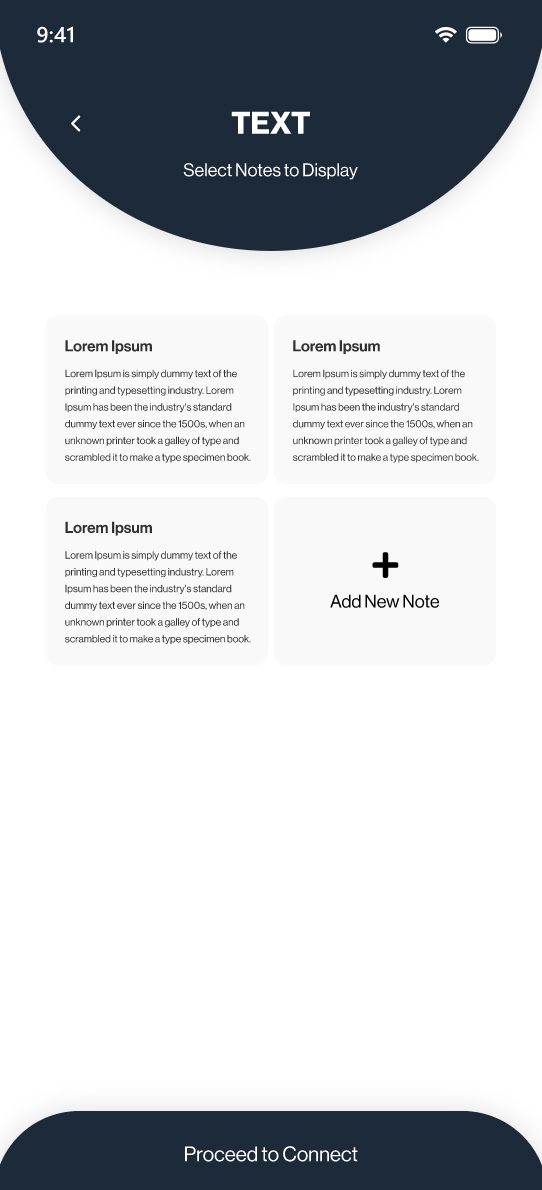 9:41
TEXT
Select Notes to Display
Lorem Ipsum
Lorem Ipsum is simply dummy text of the
printing and typesetting industry. Lorem
Ipsum has been the industry's standard
dummy text ever since the 1500s, when an
unknown printer took a galley of type and
scrambled it to make a type specimen book.
Lorem Ipsum
Lorem Ipsum is simply dummy text of the
printing and typesetting industry. Lorem
Ipsum has been the industry's standard
dummy text ever since the 1500s, when an
unknown printer took a galley of type and
scrambled it to make a type specimen book.
Lorem Ipsum
Lorem Ipsum is simply dummy text of the
printing and typesetting industry. Lorem
Ipsum has been the industry's standard
dummy text ever since the 1500s, when an
unknown printer took a galley of type and
scrambled it to make a type specimen book.
Add New Note
Proceed to Connect